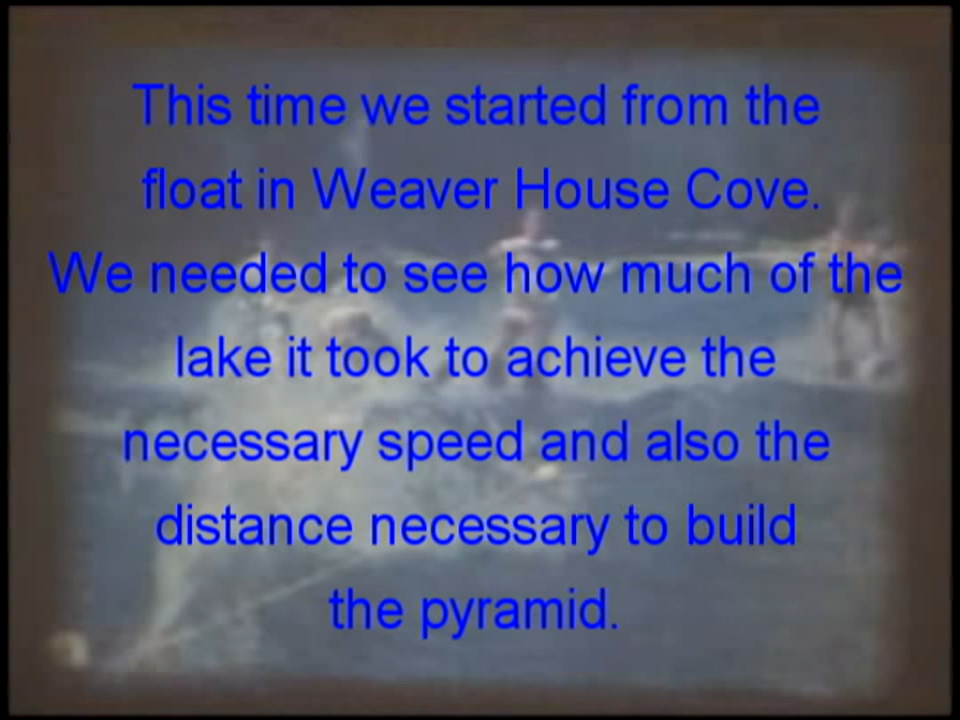 This time we started from the
float in Weaver House Cove.
We needed to see how much of the
lake it took to achieve the
necessary speed and also the
distance necessary to build
the pyramid.